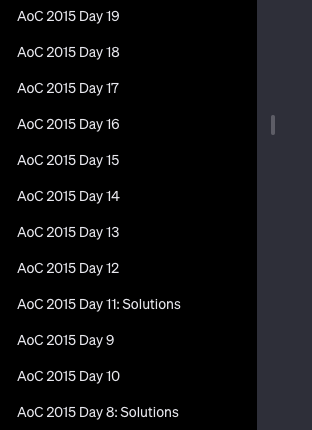 AoC 2015 Day 19
AoC 2015 Day 18
AoC 2015 Day 17
AoC 2015 Day 16
AoC 2015 Day 15
AoC 2015 Day 14
AoC 2015 Day 13
AoC 2015 Day 12
AoC 2015 Day 11: Solutions
AoC 2015 Day 9
AoC 2015 Day 10
AoC 2015 Day 8: Solutions